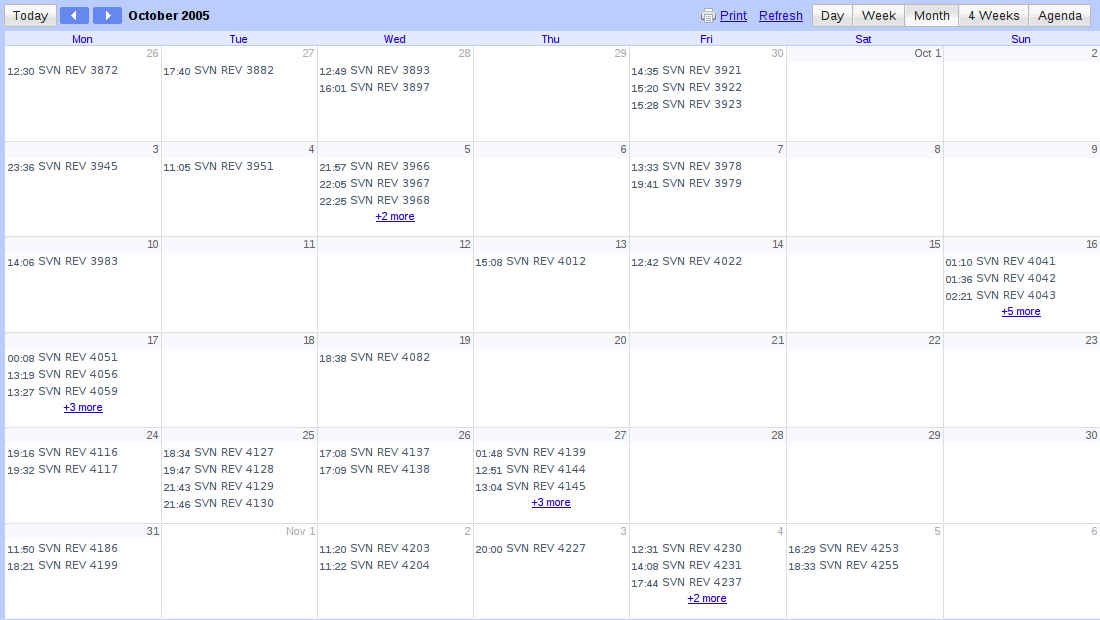 Today October 2005 Print Refresh Day Week Month 4 Weeks Agenda
Mon Tue Wed Thu Fri Sat Sun
26 27 28 29 30 Oct 1 2
12:30 SVN REV 3872 17:40 SVN REV 3882 12:49 SVN REV 3893 14:35 SVN REV 3921
16:01 SVN REV 3897 15:20 SVN REV 3922
15:28 SVN REV 3923
3 4 5 6 7 8 9
23:36 SVN REV 3945 11:05 SVN REV 3951 21:57 SVN REV 3966 13:33 SVN REV 3978
22:05 SVN REV 3967 19:41 SVN REV 3979
22:25 SVN REV 3968
+2 more
10 11 12 13 14 15 16
14:06 SVN REV 3983 15:08 SVN REV 4012 12:42 SVN REV 4022 01:10 SVN REV 4041
01:36 SVN REV 4042
02:21 SVN REV 4043
+5 more
17 18 19 20 21 22 23
00:08 SVN REV 4051 18:38 SVN REV 4082
13:19 SVN REV 4056
13:27 SVN REV 4059
+3 more
24 25 26 27 28 29 30
19:16 SVN REV 4116 18:34 SVN REV 4127 17:08 SVN REV 4137 01:48 SVN REV 4139
19:32 SVN REV 4117 19:47 SVN REV 4128 17:09 SVN REV 4138 12:51 SVN REV 4144
21:43 SVN REV 4129 13:04 SVN REV 4145
21:46 SVN REV 4130 +3 more
31 Nov 1 2 3 4 5 6
11:50 SVN REV 4186 11:20 SVN REV 4203 20:00 SVN REV 4227 12:31 SVN REV 4230 16:29 SVN REV 4253
18:21 SVN REV 4199 11:22 SVN REV 4204 14:08 SVN REV 4231 18:33 SVN REV 4255
17:44 SVN REV 4237
+2 more